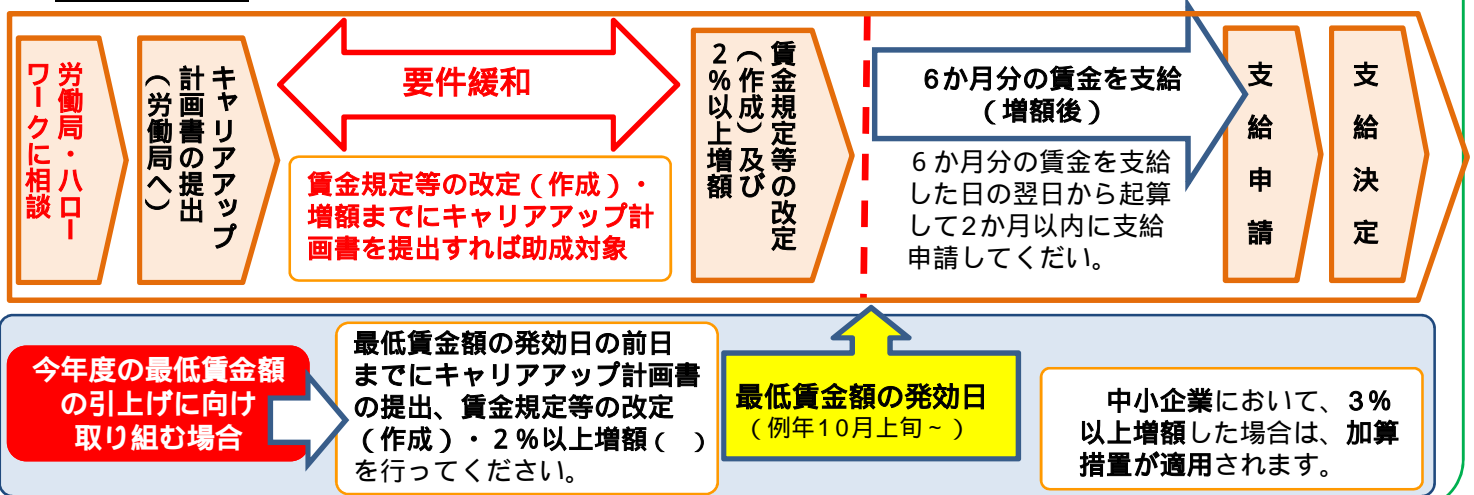 労働局・ハロー
ワークに相談
キャリアアップ
計画書の提出
（労働局へ）
要件緩和
賃金規定等の改定（作成）・
増額までにキャリアアップ計
画書を提出すれば助成対象
賃金規定等の改定
（作成）及び
２％以上増額
６か月分の賃金を支給
（増額後）
６か月分の賃金を支給
した日の翌日から起算
して2か月以内に支給
申請してくだい。
支給申請
支給決定
今年度の最低賃金額
の引上げに向け
取り組む場合
最低賃金額の発効日の前日
までにキャリアアップ計画書
の提出、賃金規定等の改定
（作成）・２％以上増額（　）
を行ってください。
最低賃金額の発効日
（例年10月上旬～）
中小企業において、３％
以上増額した場合は、加算
措置が適用されます。